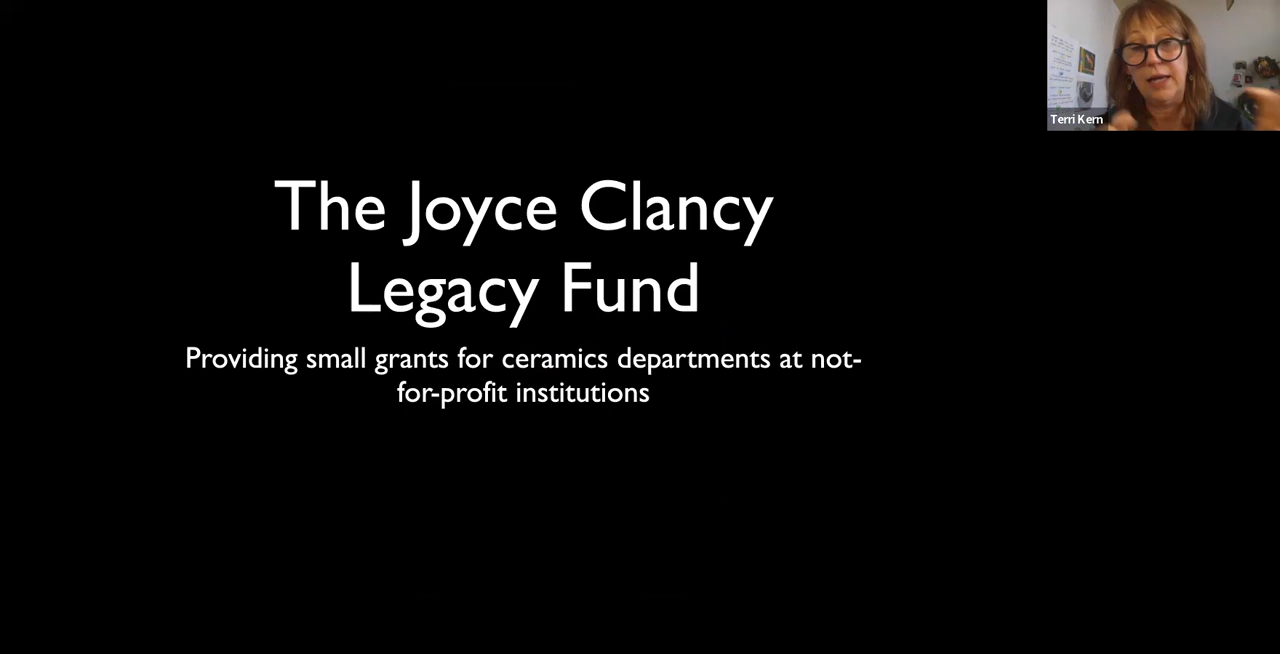 The Joyce Clancy
Legacy Fund
Providing small grants for ceramics departments at not-
for-profit institutions
Terri Kern